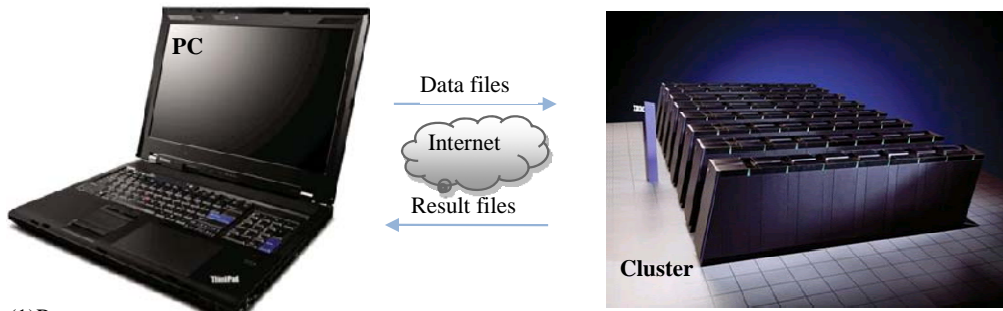 PC
Data files
Internet
Result files
ThinkPad
Cluster